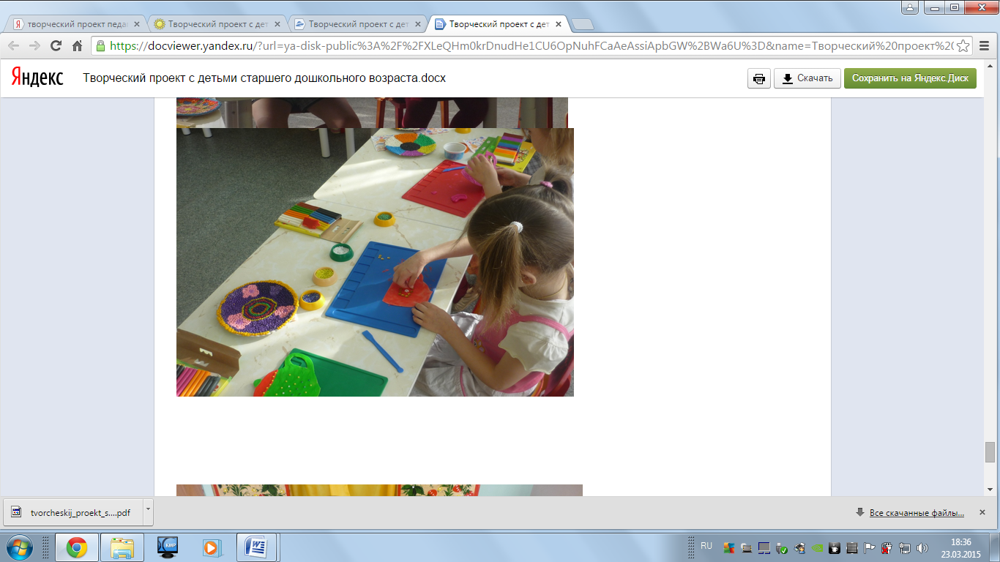 творческий проект педаг
Творческий проект с дет
Творческий проект с дет
Творческий проект с дет
https://docviewer.yandex.ru/?url=ya-disk-public%3A%2F%2FXLeQHm0krDnudHe1CU6OpNuhFCaAeAssiApbGW%2BWa6U%3D&name=Творческий%20проект%20
Яндекс
Творческий проект с детьми старшего дошкольного возраста.docx
Скачать
Сохранить на Яндекс.Диск
tvorcheskij_proekt_s....pdf
Все скачанные файлы...
KMP
RU
18:36
23.03.2015